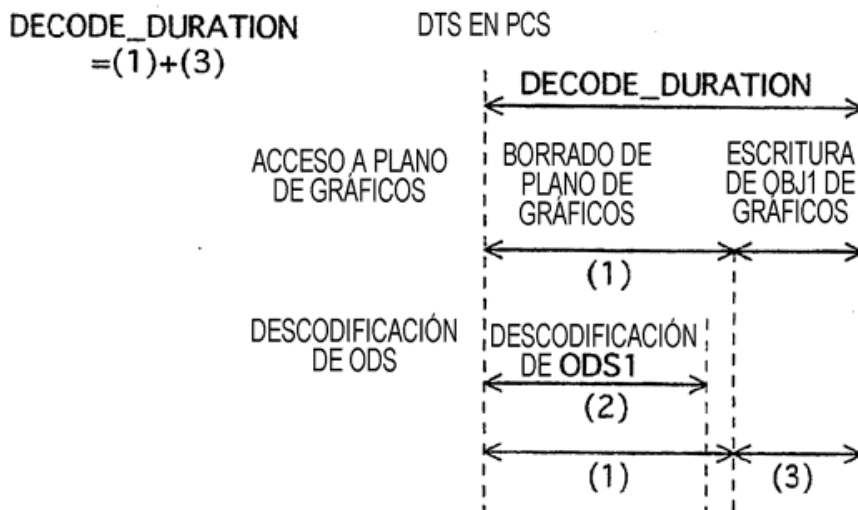 DECODE_DURATION
=(1)+(3)
DTS EN PCS
DECODE_DURATION
ACCESO A PLANO
DE GRÁFICOS
BORRADO DE
PLANO DE
GRÁFICOS
ESCRITURA
DE OBJ1 DE
GRÁFICOS
(1)
DESCODIFICACIÓN
DE ODS
DESCODIFICACIÓN
DE ODS1
(2)
(1)
(3)